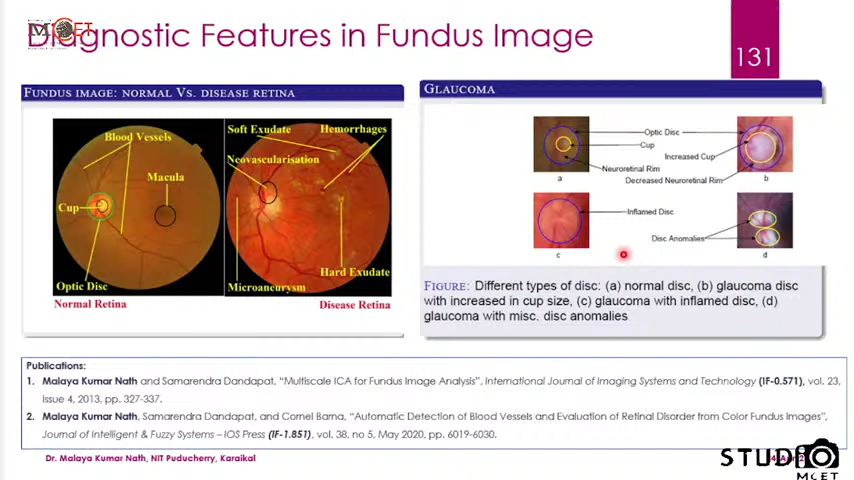 Diagnostic Features in Fundus Image
131
FUNDUS IMAGE: NORMAL VS. DISEASE RETINA
Blood Vessels
Macula
Cup
Optic Disc
Normal Retina
Soft Exudate
Hemorrhages
Neovascularisation
Hard Exudate
Microaneurysm
Disease Retina
GLAUCOMA
Optic Disc
Cup
Increased Cup
Neuroretinal Rim
Decreased Neuroretinal Rim
a
b
Inflamed Disc
Disc Anomalies
c
d
FIGURE: Different types of disc: (a) normal disc, (b) glaucoma disc
with increased in cup size, (c) glaucoma with inflamed disc, (d)
glaucoma with misc. disc anomalies
Publications:
1. Malaya Kumar Nath and Samarendra Dandapat, "Multiscale ICA for Fundus Image Analysis", International Journal of Imaging Systems and Technology (IF-0.571), vol. 23,
issue 4, 2013, pp. 327-337.
2. Malaya Kumar Nath, Samarendra Dandapat, and Cornel Barna, "Automatic Detection of Blood Vessels and Evaluation of Retinal Disorder from Color Fundus Images",
Journal of Intelligent & Fuzzy Systems – IOS Press (IF-1.851), vol. 38, no 5, May 2020, pp. 6019-6030.
Dr. Malaya Kumar Nath, NIT Puducherry, Karaikal
STUDIO
MCET